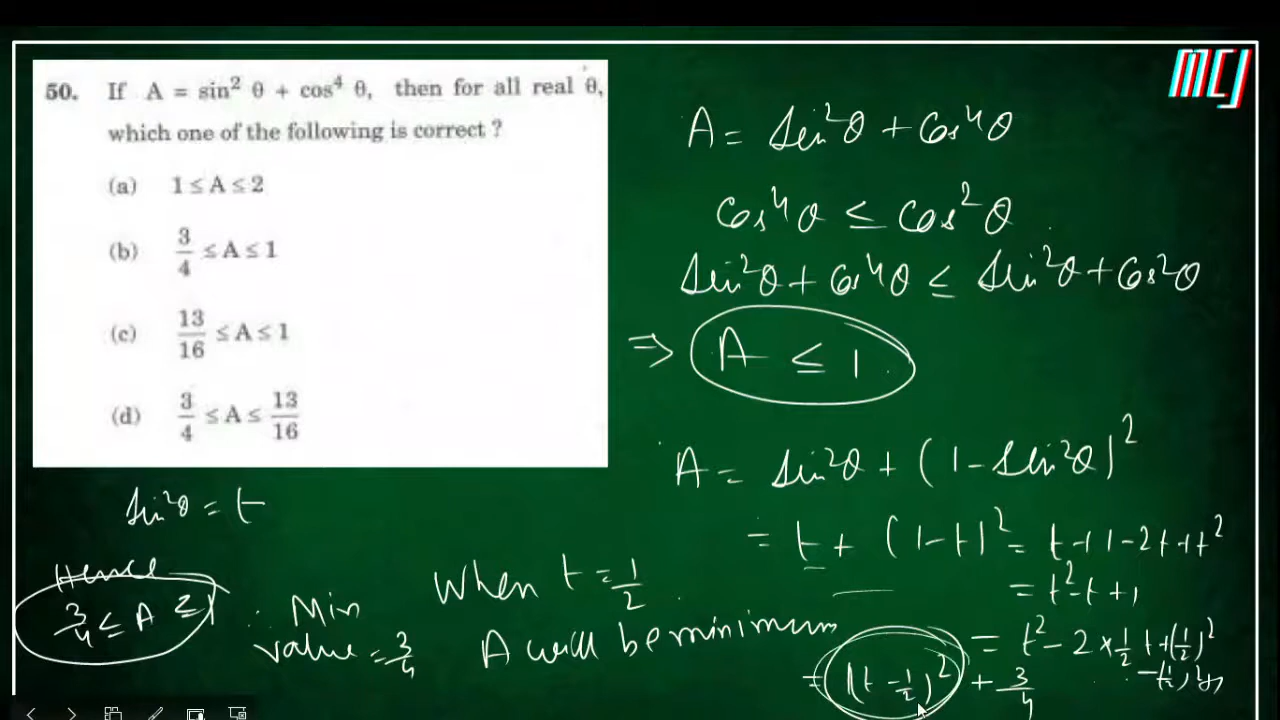 MCJ
50. If A = sin² θ + cos⁴ θ, then for all real θ,
which one of the following is correct ?
(a) 1 ≤ A ≤ 2
(b) 3/4 ≤ A ≤ 1
(c) 13/16 ≤ A ≤ 1
(d) 3/4 ≤ A ≤ 13/16
A = Sin²θ + Cos⁴θ
Cos⁴θ ≤ Cos²θ
Sin²θ + Cos⁴θ ≤ Sin²θ + Cos²θ
⇒ A ≤ 1
A = Sin²θ + (1 - Sin²θ)²
= t + (1-t)² = t+1-2t+t²
= t²-t+1
= t² - 2×1/2 t+(1/2)²
= (t-1/2)² + 3/4
Sin²θ = t
When t = 1/2
A will be minimum
∴ Min
value = 3/4
Hence
3/4 ≤ A